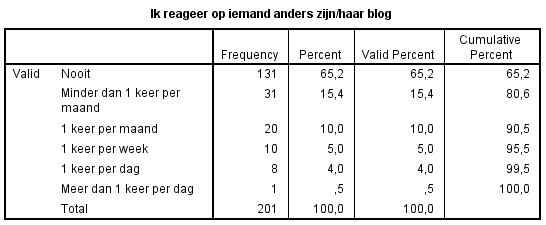 Ik reageer op iemand anders zijn/haar blog
Cumulative
Frequency Percent Valid Percent Percent
Valid Nooit 131 65,2 65,2 65,2
Minder dan 1 keer per 31 15,4 15,4 80,6
maand
1 keer per maand 20 10,0 10,0 90,5
1 keer per week 10 5,0 5,0 95,5
1 keer per dag 8 4,0 4,0 99,5
Meer dan 1 keer per dag 1 ,5 ,5 100,0
Total 201 100,0 100,0